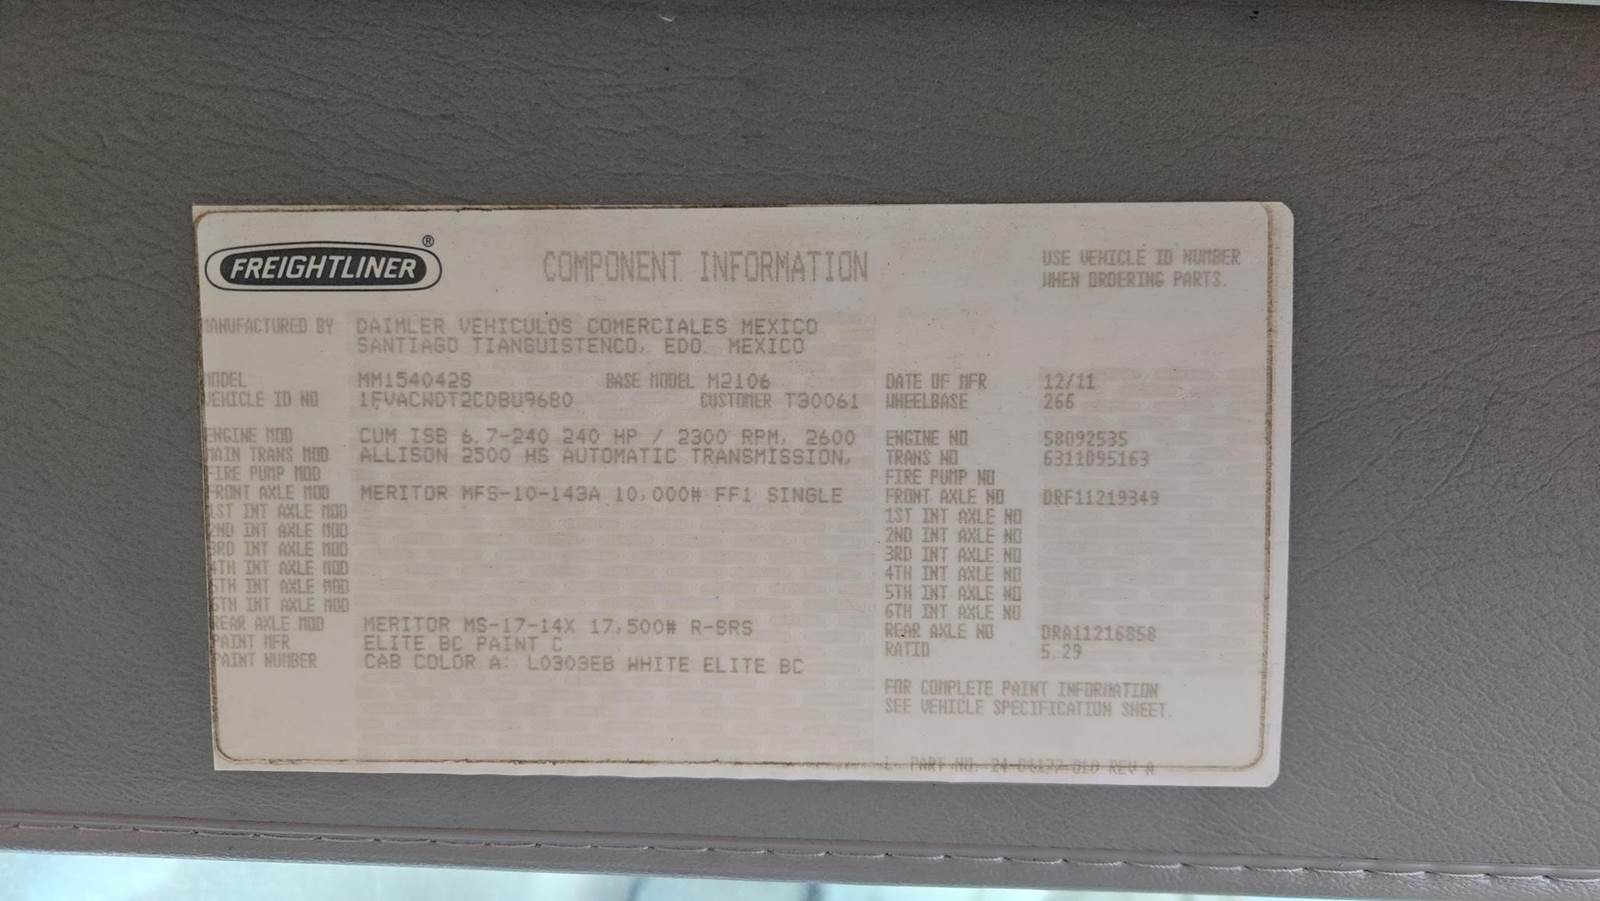 FREIGHTLINER ®
COMPONENT INFORMATION
USE VEHICLE ID NUMBER
WHEN ORDERING PARTS.
MANUFACTURED BY DAIMLER VEHICULOS COMERCIALES MEXICO
SANTIAGO TIANGUISTENCO, EDO. MEXICO
MODEL MM154042S BASE MODEL M2106 DATE OF MFR 12/11
VEHICLE ID NO 1FVACWDT2CDBU9680 CUSTOMER T30061 WHEELBASE 266
ENGINE MOD CUM ISB 6.7-240 240 HP / 2300 RPM, 2600 ENGINE NO 58092535
MAIN TRANS MOD ALLISON 2500 HS AUTOMATIC TRANSMISSION, TRANS NO 6311095163
FIRE PUMP MOD FIRE PUMP NO
FRONT AXLE MOD MERITOR MFS-10-143A 10,000# FF1 SINGLE FRONT AXLE NO DRF11219349
1ST INT AXLE MOD 1ST INT AXLE NO
2ND INT AXLE MOD 2ND INT AXLE NO
3RD INT AXLE MOD 3RD INT AXLE NO
4TH INT AXLE MOD 4TH INT AXLE NO
5TH INT AXLE MOD 5TH INT AXLE NO
6TH INT AXLE MOD 6TH INT AXLE NO
REAR AXLE MOD MERITOR MS-17-14X 17,500# R-SRS REAR AXLE NO DRA11216858
PAINT MFR ELITE BC PAINT C RATIO 5.29
PAINT NUMBER CAB COLOR A: L0303EB WHITE ELITE BC
FOR COMPLETE PAINT INFORMATION
SEE VEHICLE SPECIFICATION SHEET.
PART NO. 24-01177-010 REV A